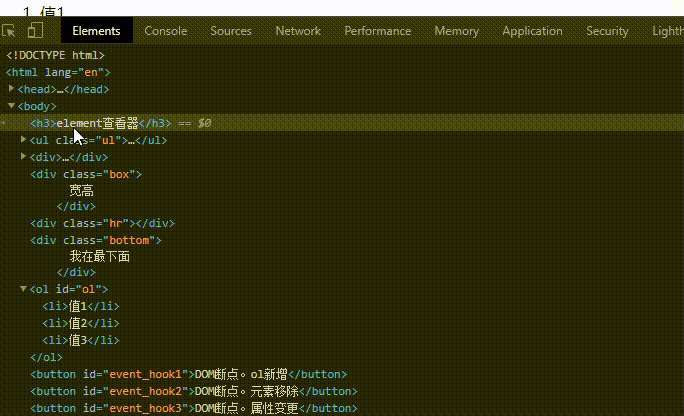 1. 值1
Elements Console Sources Network Performance Memory Application Security Lighth
<!DOCTYPE html>
<html lang="en">
<head>…</head>
<body>
<h3>element查看器</h3> == $0
<ul class="ul">…</ul>
<div>…</div>
<div class="box">
宽高
</div>
<div class="hr"></div>
<div class="bottom">
我在最下面
</div>
<ol id="ol">
<li>值1</li>
<li>值2</li>
<li>值3</li>
</ol>
<button id="event_hook1">DOM断点。ol新增</button>
<button id="event_hook2">DOM断点。元素移除</button>
<button id="event_hook3">DOM断点。属性变更</button>